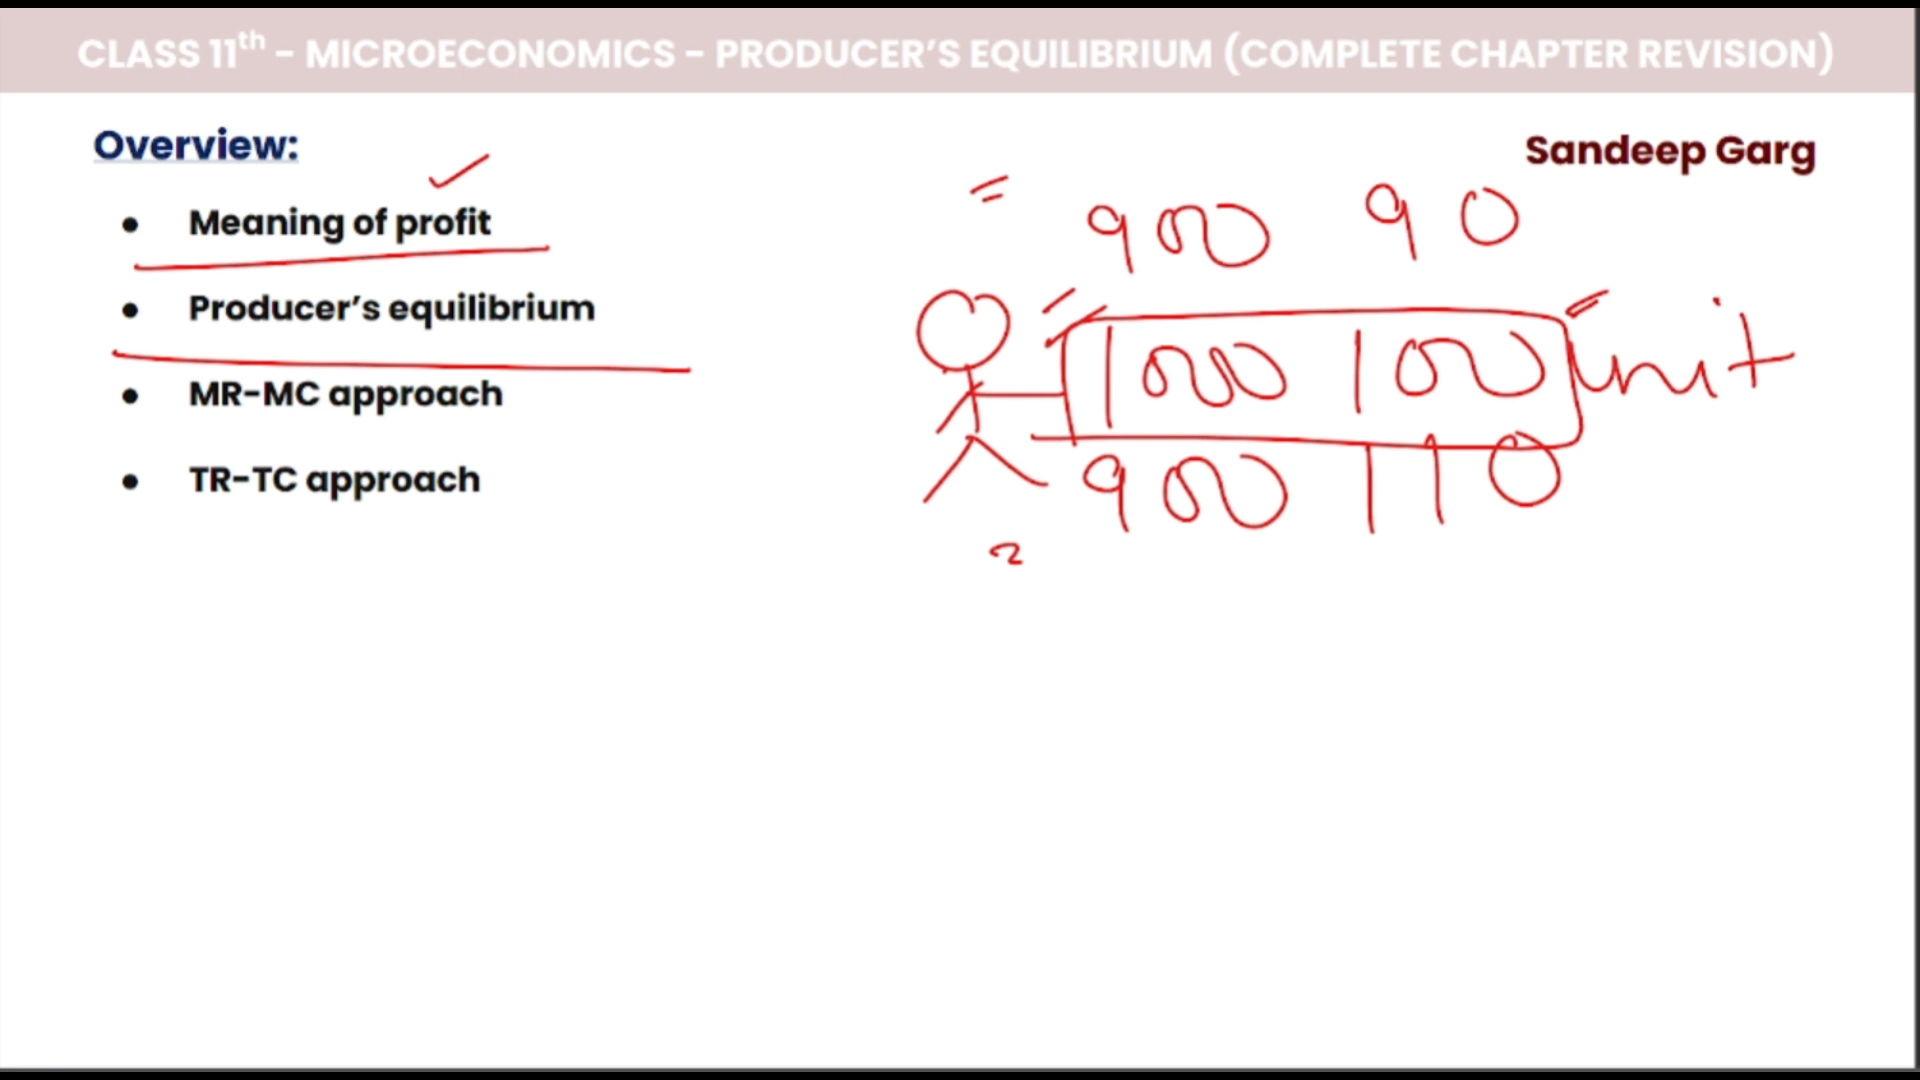 CLASS 11th - MICROECONOMICS - PRODUCER’S EQUILIBRIUM (COMPLETE CHAPTER REVISION)
Overview:
Sandeep Garg
• Meaning of profit
900 90
• Producer’s equilibrium
1000 100 unit
• MR-MC approach
• TR-TC approach
900 110